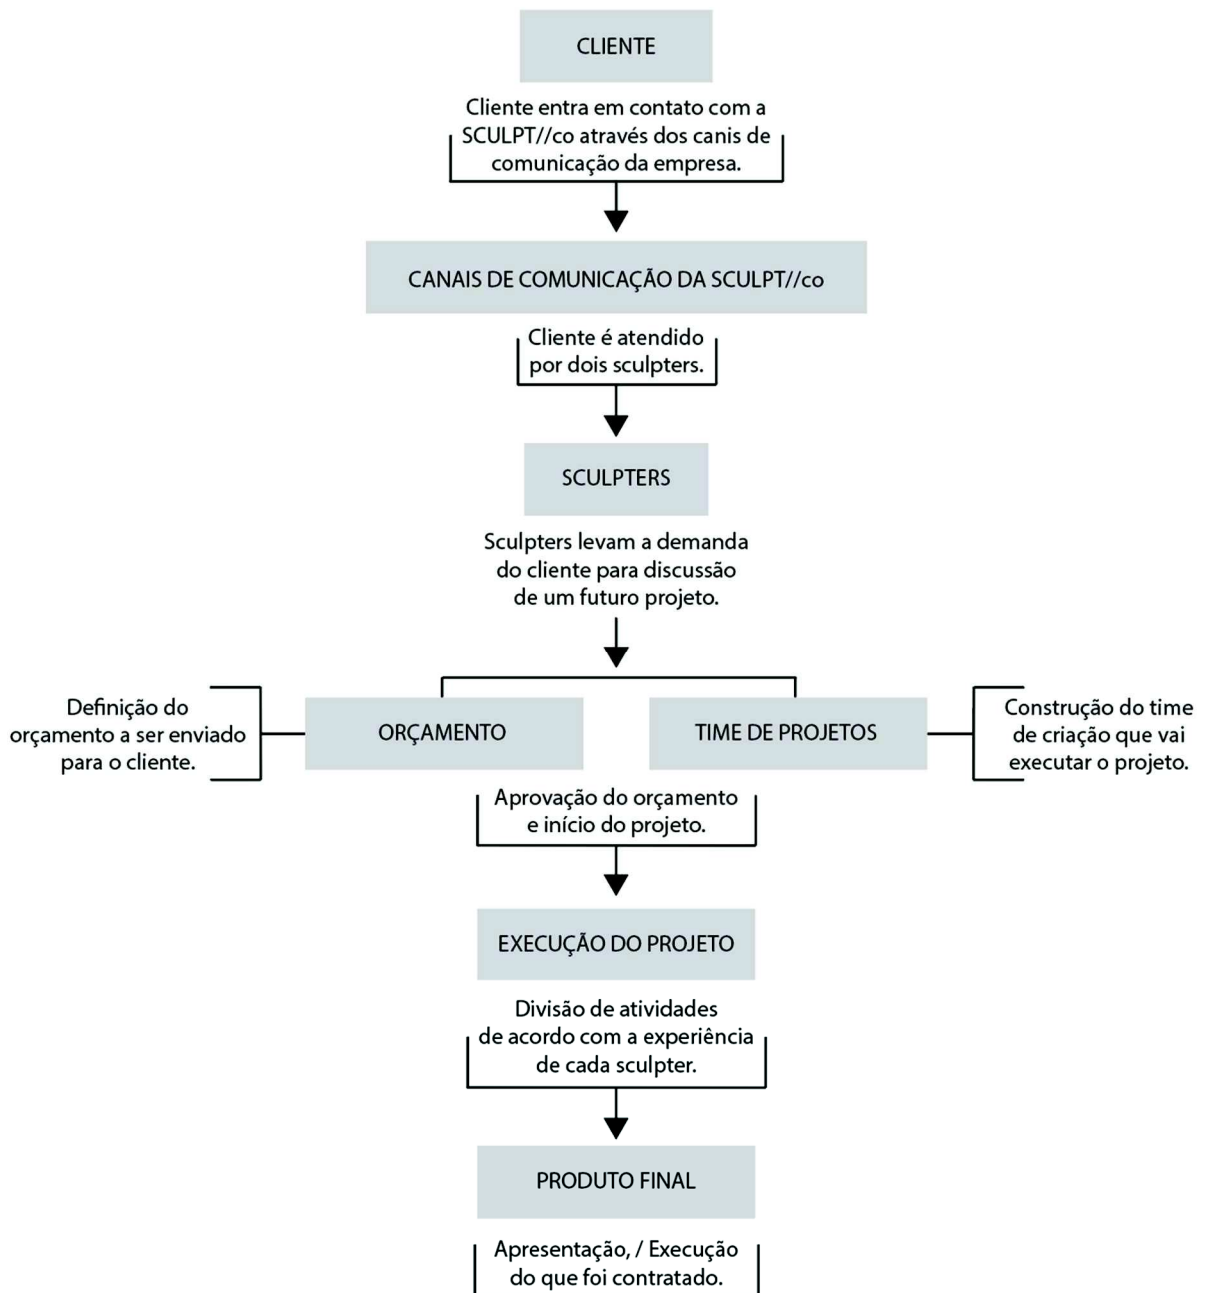 CLIENTE
Cliente entra em contato com a
SCULPT//co através dos canis de
comunicação da empresa.
CANAIS DE COMUNICAÇÃO DA SCULPT//co
Cliente é atendido
por dois sculpters.
SCULPTERS
Sculpters levam a demanda
do cliente para discussão
de um futuro projeto.
Definição do
orçamento a ser enviado
para o cliente.
ORÇAMENTO
TIME DE PROJETOS
Construção do time
de criação que vai
executar o projeto.
Aprovação do orçamento
e início do projeto.
EXECUÇÃO DO PROJETO
Divisão de atividades
de acordo com a experiência
de cada sculpter.
PRODUTO FINAL
Apresentação, / Execução
do que foi contratado.